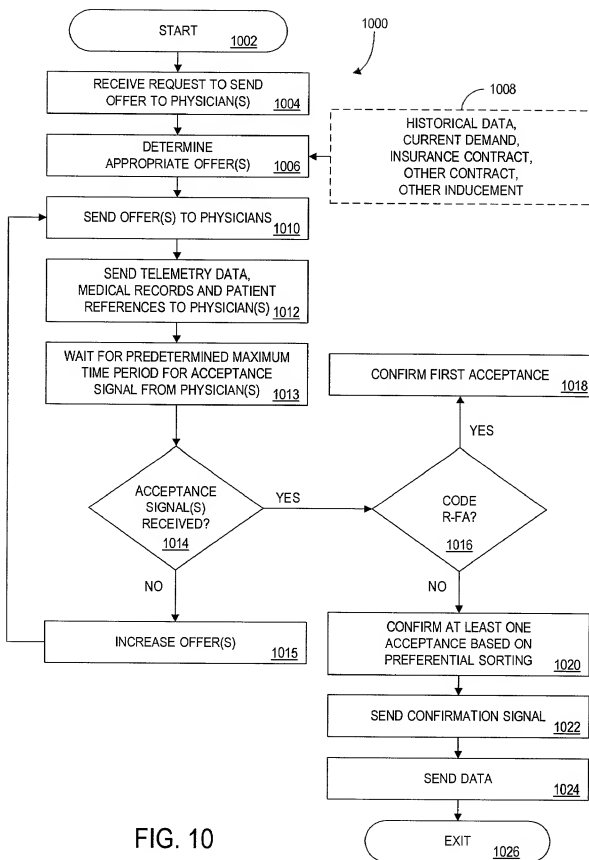 START
1002
1000
RECEIVE REQUEST TO SEND
OFFER TO PHYSICIAN(S)
1004
1008
HISTORICAL DATA,
CURRENT DEMAND,
INSURANCE CONTRACT,
OTHER CONTRACT,
OTHER INDUCEMENT
DETERMINE
APPROPRIATE OFFER(S)
1006
SEND OFFER(S) TO PHYSICIANS
1010
SEND TELEMETRY DATA,
MEDICAL RECORDS AND PATIENT
REFERENCES TO PHYSICIAN(S)
1012
WAIT FOR PREDETERMINED MAXIMUM
TIME PERIOD FOR ACCEPTANCE
SIGNAL FROM PHYSICIAN(S)
1013
CONFIRM FIRST ACCEPTANCE
1018
YES
ACCEPTANCE
SIGNAL(S)
RECEIVED?
1014
YES
CODE
R-FA?
1016
NO
NO
INCREASE OFFER(S)
1015
CONFIRM AT LEAST ONE
ACCEPTANCE BASED ON
PREFERENTIAL SORTING
1020
SEND CONFIRMATION SIGNAL
1022
SEND DATA
1024
EXIT
1026
FIG. 10